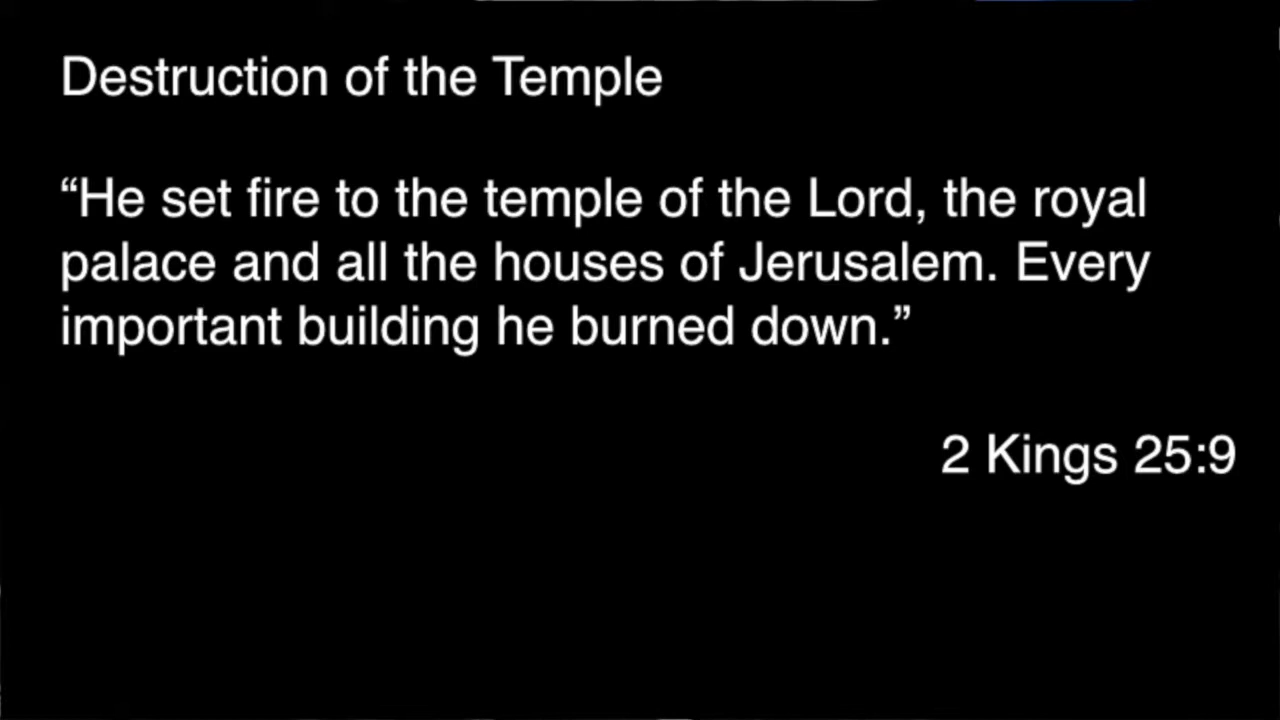 Destruction of the Temple
“He set fire to the temple of the Lord, the royal
palace and all the houses of Jerusalem. Every
important building he burned down.”
2 Kings 25:9